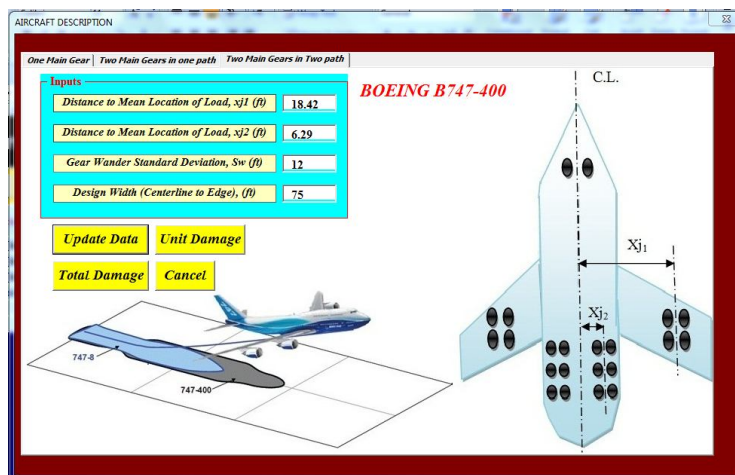 AIRCRAFT DESCRIPTION
One Main Gear
Two Main Gears in one path
Two Main Gears in Two path
Inputs
Distance to Mean Location of Load, xj1 (ft)
18.42
Distance to Mean Location of Load, xj2 (ft)
6.29
Gear Wander Standard Deviation, Sw (ft)
12
Design Width (Centerline to Edge), (ft)
75
BOEING B747-400
Update Data
Unit Damage
Total Damage
Cancel
747-8
747-400
C.L.
Xj1
Xj2